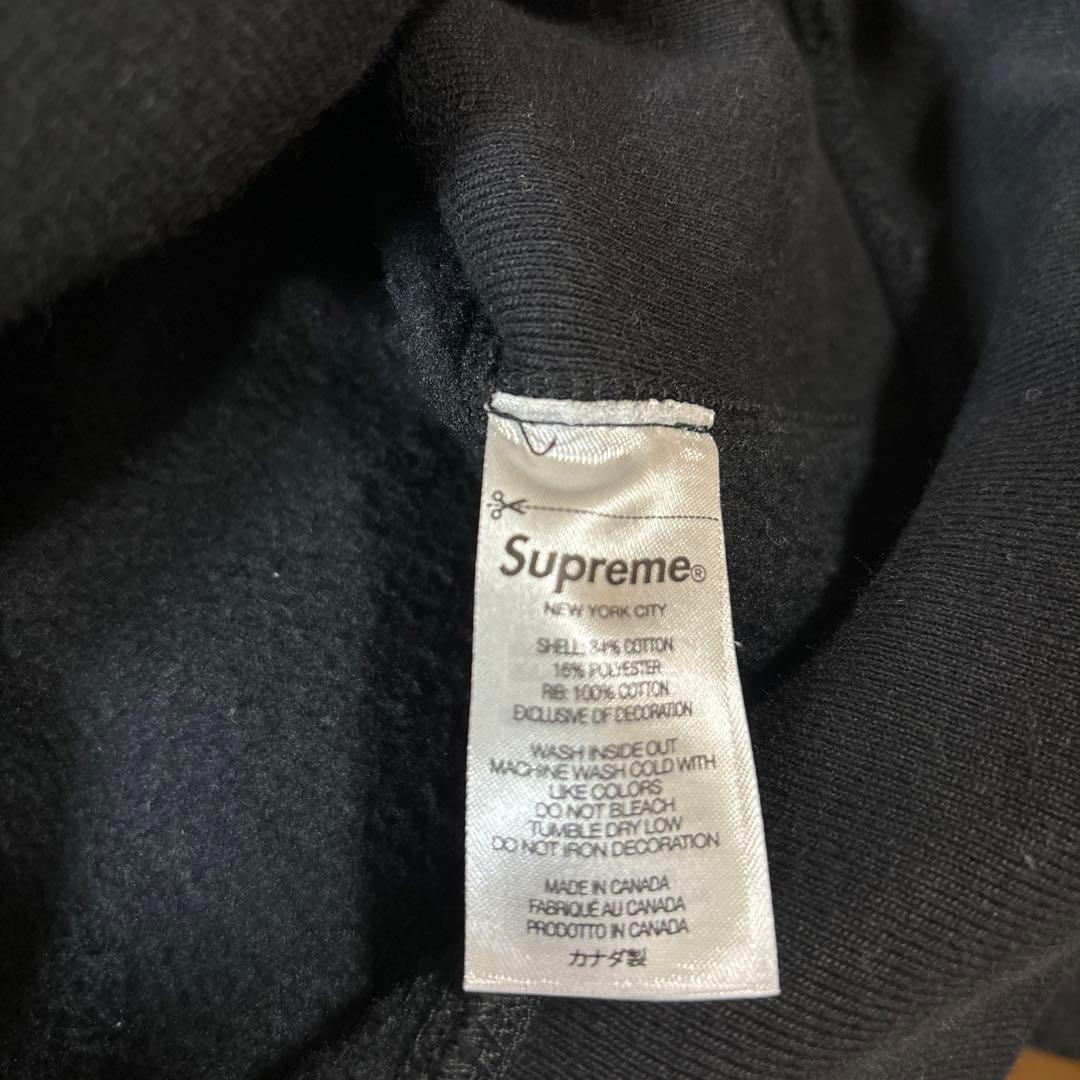 Supreme®
NEW YORK CITY
SHELL: 84% COTTON
16% POLYESTER
RIB: 100% COTTON
EXCLUSIVE OF DECORATION
WASH INSIDE OUT
MACHINE WASH COLD WITH
LIKE COLORS
DO NOT BLEACH
TUMBLE DRY LOW
DO NOT IRON DECORATION
MADE IN CANADA
FABRIQUÉ AU CANADA
PRODOTTO IN CANADA
カナダ製